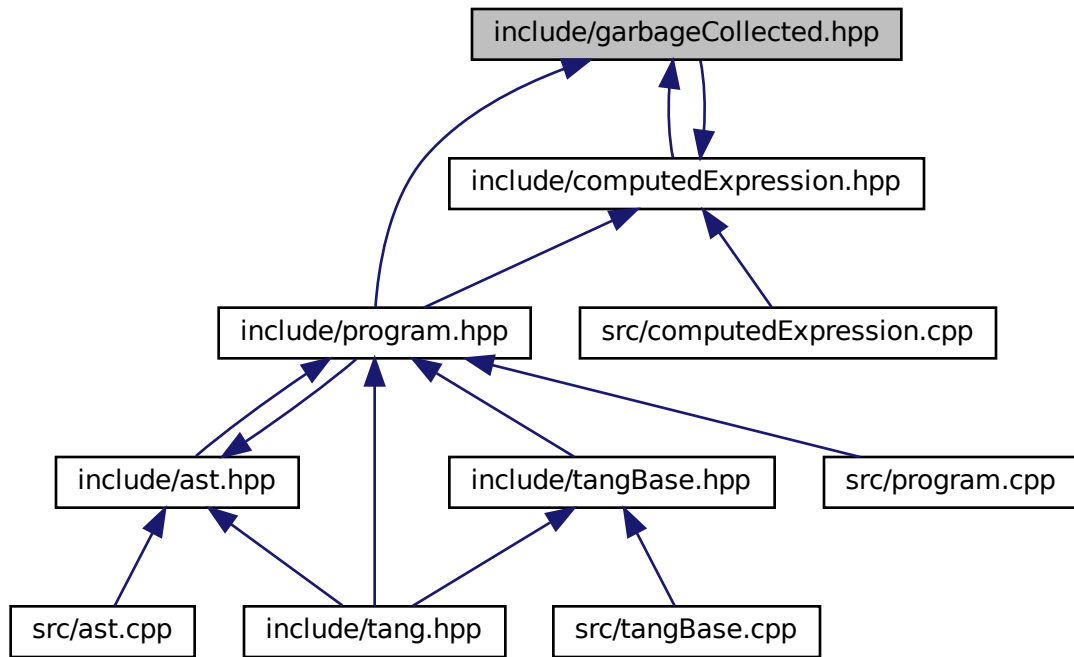 include/garbageCollected.hpp
include/computedExpression.hpp
include/program.hpp
src/computedExpression.cpp
include/ast.hpp
include/tangBase.hpp
src/program.cpp
src/ast.cpp
include/tang.hpp
src/tangBase.cpp